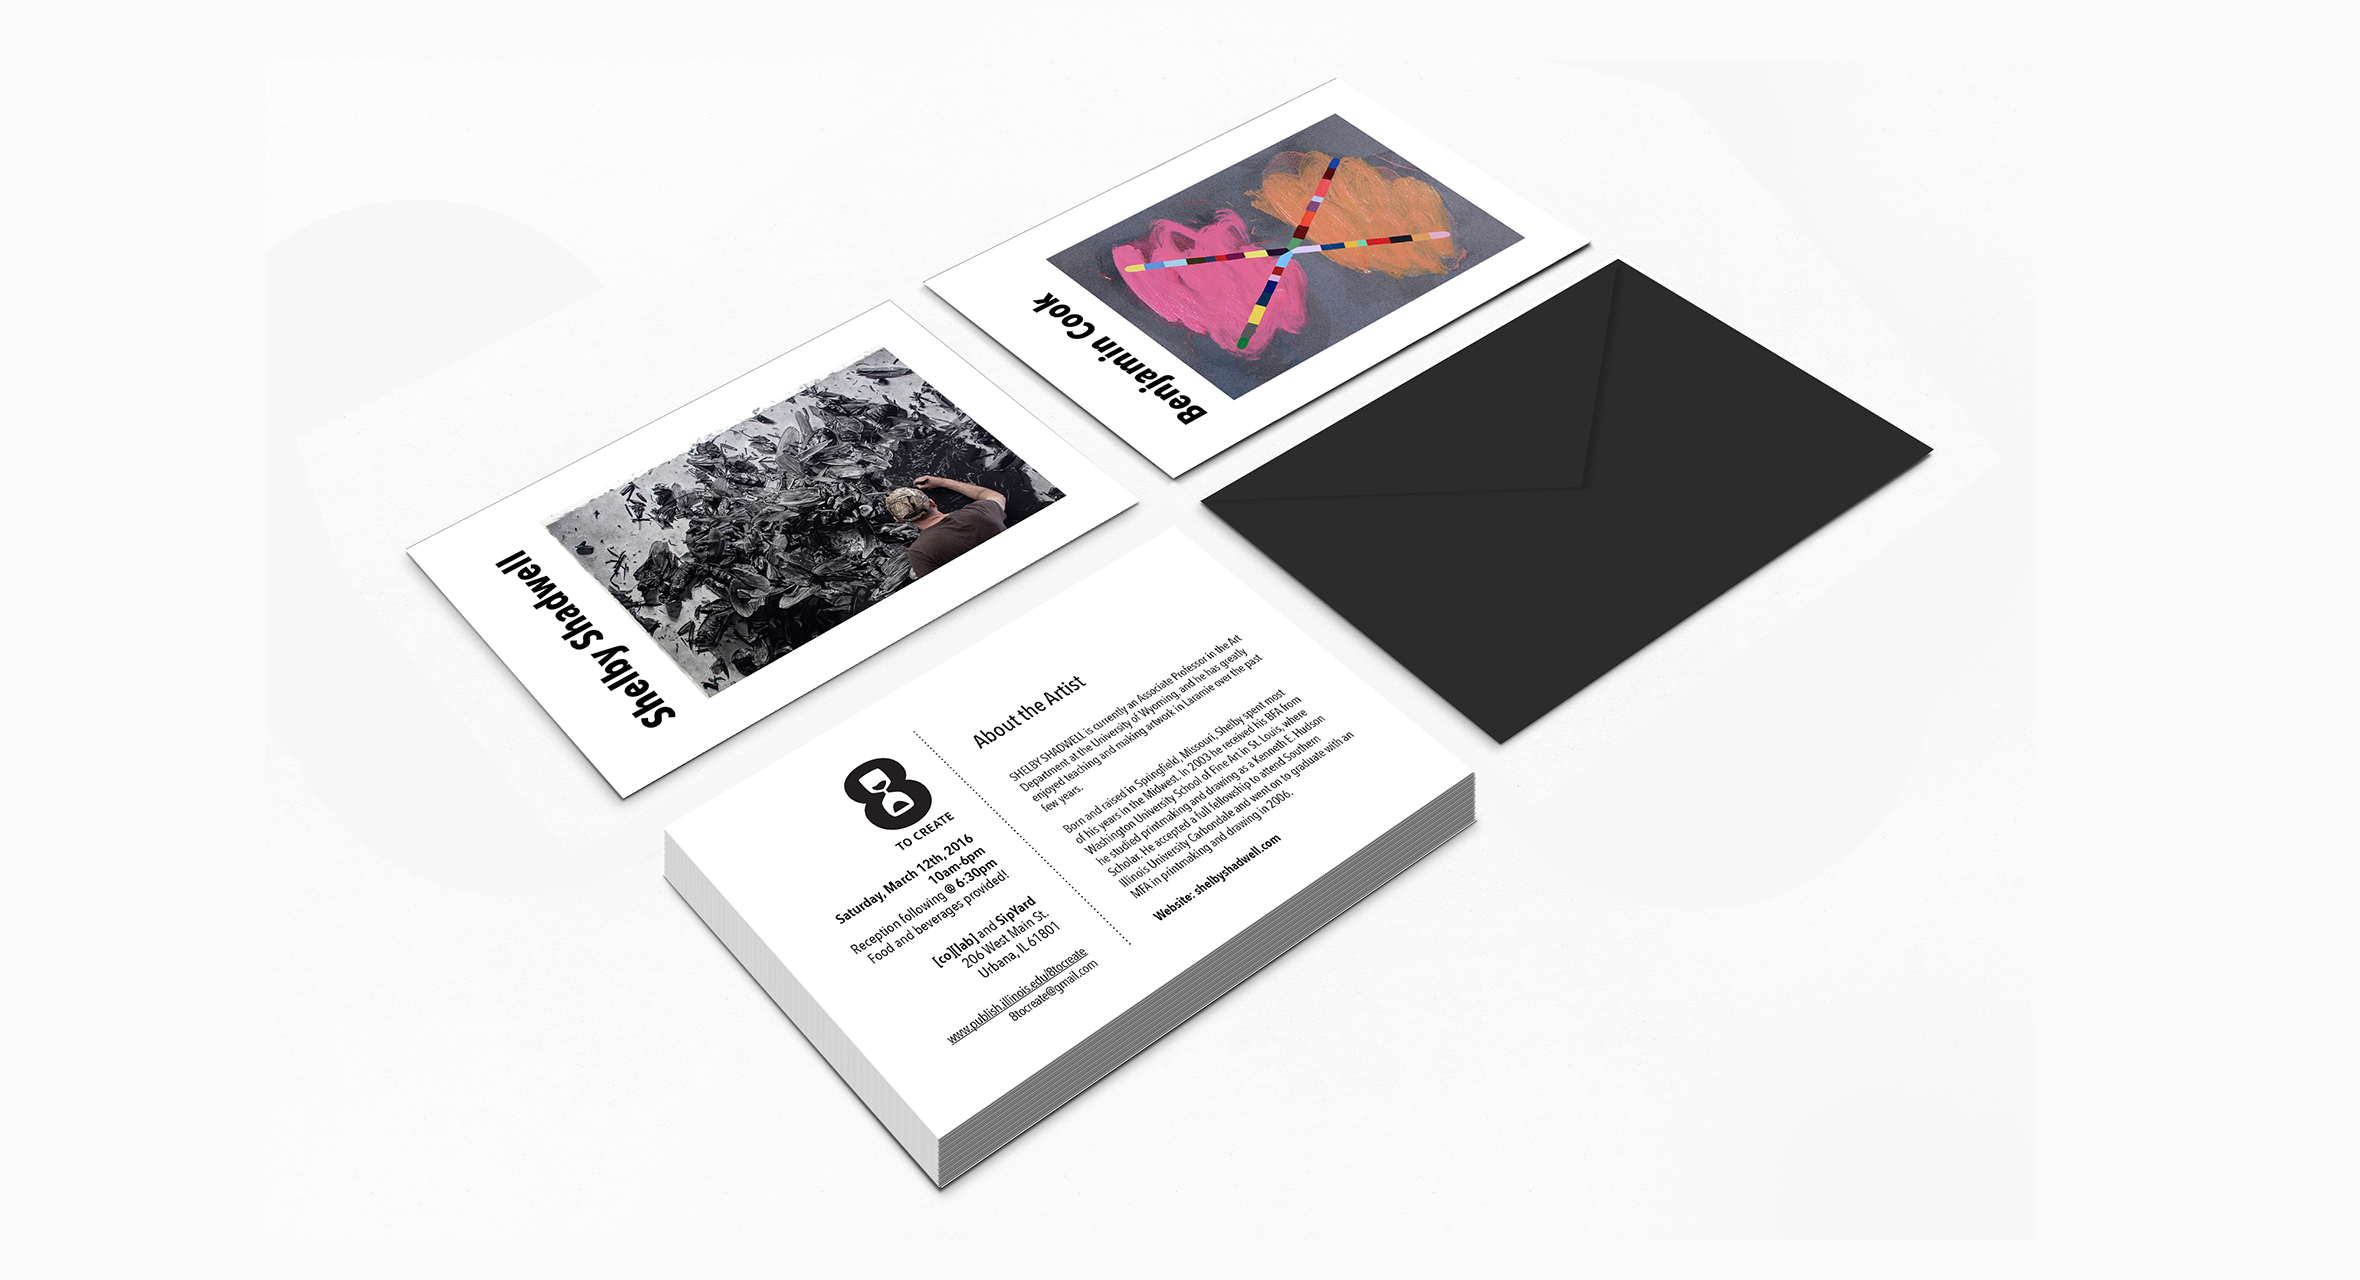 Benjamin Cook
Shelby Shadwell
8
TO CREATE
Saturday, March 12th, 2016
10am-6pm
Reception following @ 6:30pm
Food and beverages provided!
[co][lab] and SipYard
206 West Main St.
Urbana, IL 61801
www.publish.illinois.edu/8tocreate
8tocreate@gmail.com
About the Artist
SHELBY SHADWELL is currently an Associate Professor in the Art
Department at the University of Wyoming, and he has greatly
enjoyed teaching and making artwork in Laramie over the past
few years.
Born and raised in Springfield, Missouri, Shelby spent most
of his years in the Midwest. In 2003 he received his BFA from
Washington University School of Fine Art in St. Louis, where
he studied printmaking and drawing as a Kenneth E. Hudson
Scholar. He accepted a full fellowship to attend Southern
Illinois University Carbondale and went on to graduate with an
MFA in printmaking and drawing in 2006.
Website: shelbyshadwell.com